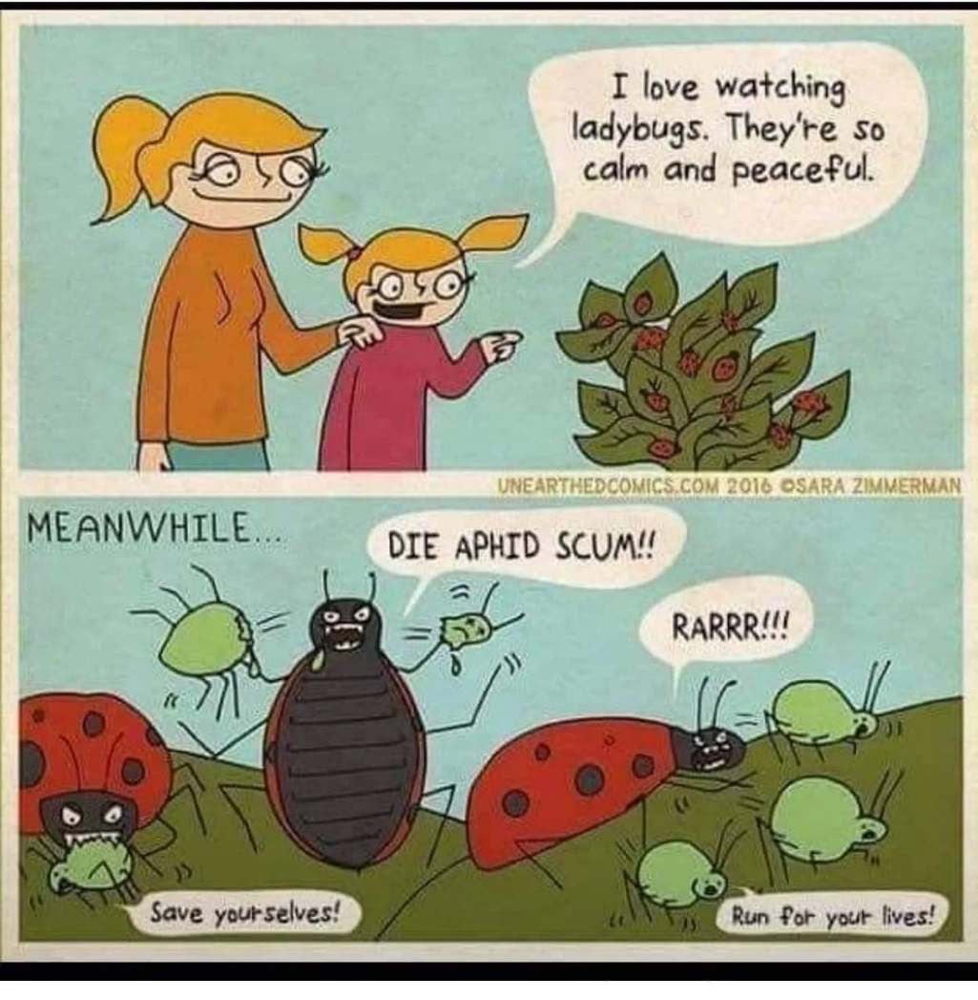 I love watching
ladybugs. They're so
calm and peaceful.
UNEARTHEDCOMICS.COM 2016 ©SARA ZIMMERMAN
MEANWHILE...
DIE APHID SCUM!!
RARRR!!!
Save yourselves!
Run for your lives!